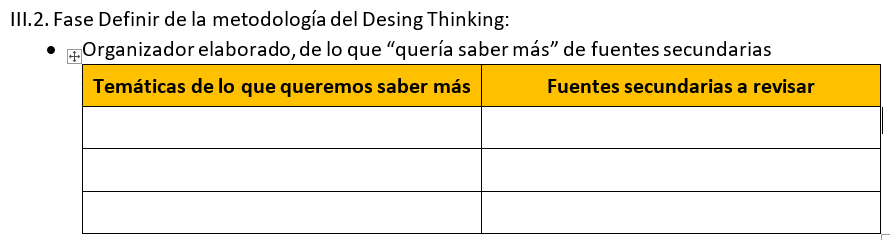 III.2. Fase Definir de la metodología del Desing Thinking:
• Organizador elaborado, de lo que “quería saber más” de fuentes secundarias
Temáticas de lo que queremos saber más Fuentes secundarias a revisar